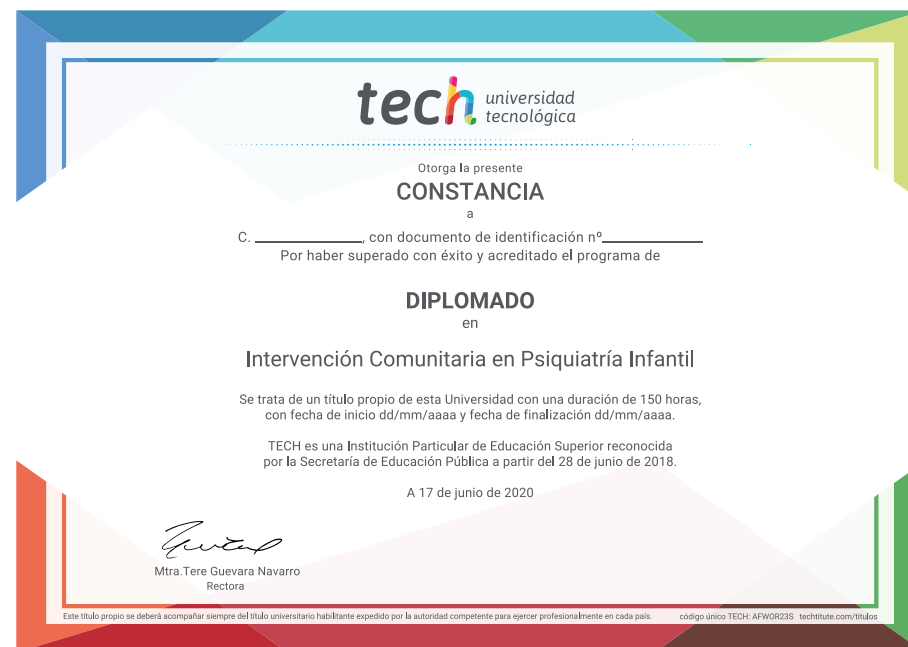 tech universidad
tecnológica
Otorga la presente
CONSTANCIA
a
C. ____________, con documento de identificación nº____________
Por haber superado con éxito y acreditado el programa de
DIPLOMADO
en
Intervención Comunitaria en Psiquiatría Infantil
Se trata de un título propio de esta Universidad con una duración de 150 horas,
con fecha de inicio dd/mm/aaaa y fecha de finalización dd/mm/aaaa.
TECH es una Institución Particular de Educación Superior reconocida
por la Secretaría de Educación Pública a partir del 28 de junio de 2018.
A 17 de junio de 2020
Mtra.Tere Guevara Navarro
Rectora
Este título propio se deberá acompañar siempre del título universitario habilitante expedido por la autoridad competente para ejercer profesionalmente en cada país. código único TECH: AFWOR23S techtitute.com/titulos